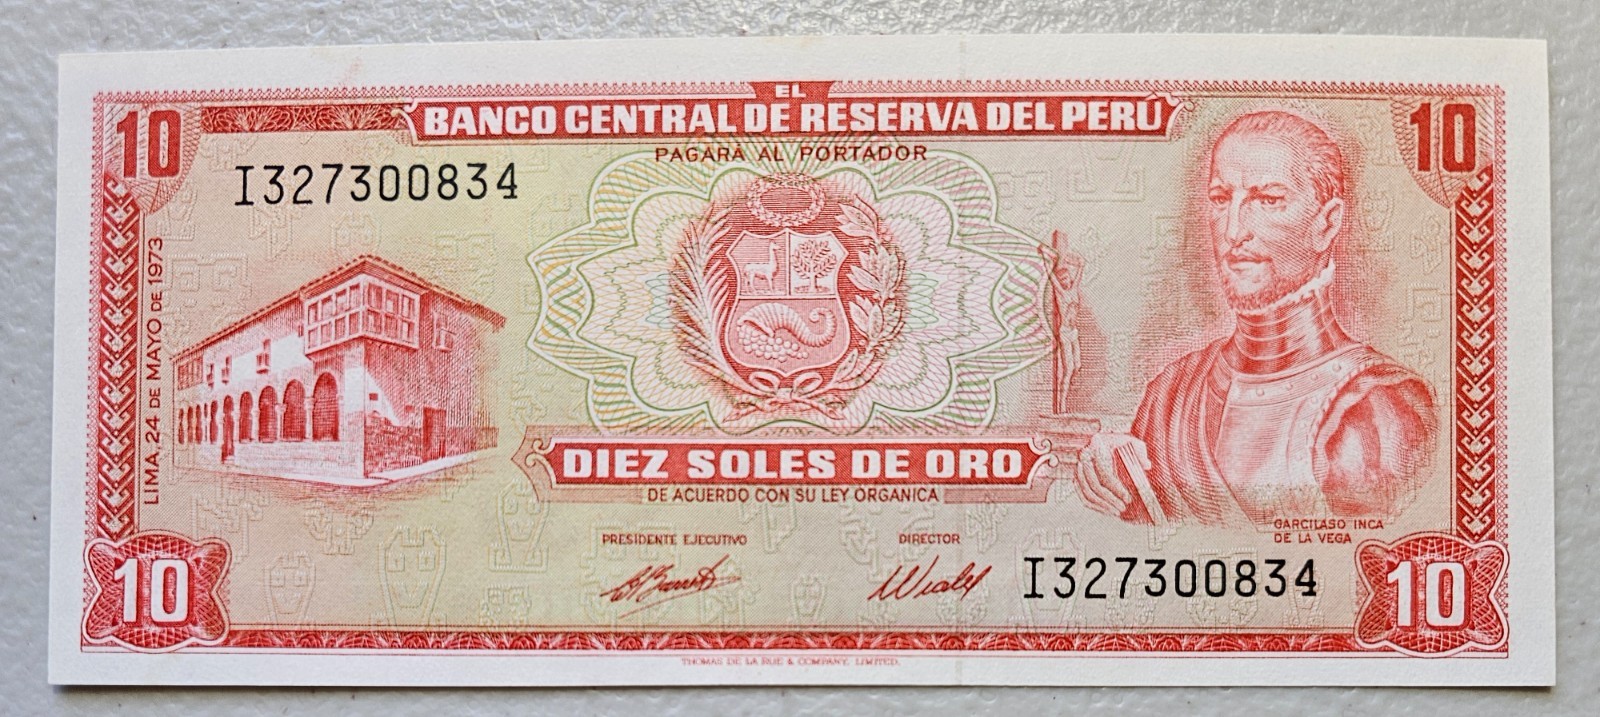 EL
BANCO CENTRAL DE RESERVA DEL PERÚ
PAGARÁ AL PORTADOR
10
10
I327300834
LIMA, 24 DE MAYO DE 1973
DIEZ SOLES DE ORO
DE ACUERDO CON SU LEY ORGANICA
GARCILASO INCA
DE LA VEGA
PRESIDENTE EJECUTIVO
DIRECTOR
I327300834
10
10
THOMAS DE LA RUE & COMPANY, LIMITED.